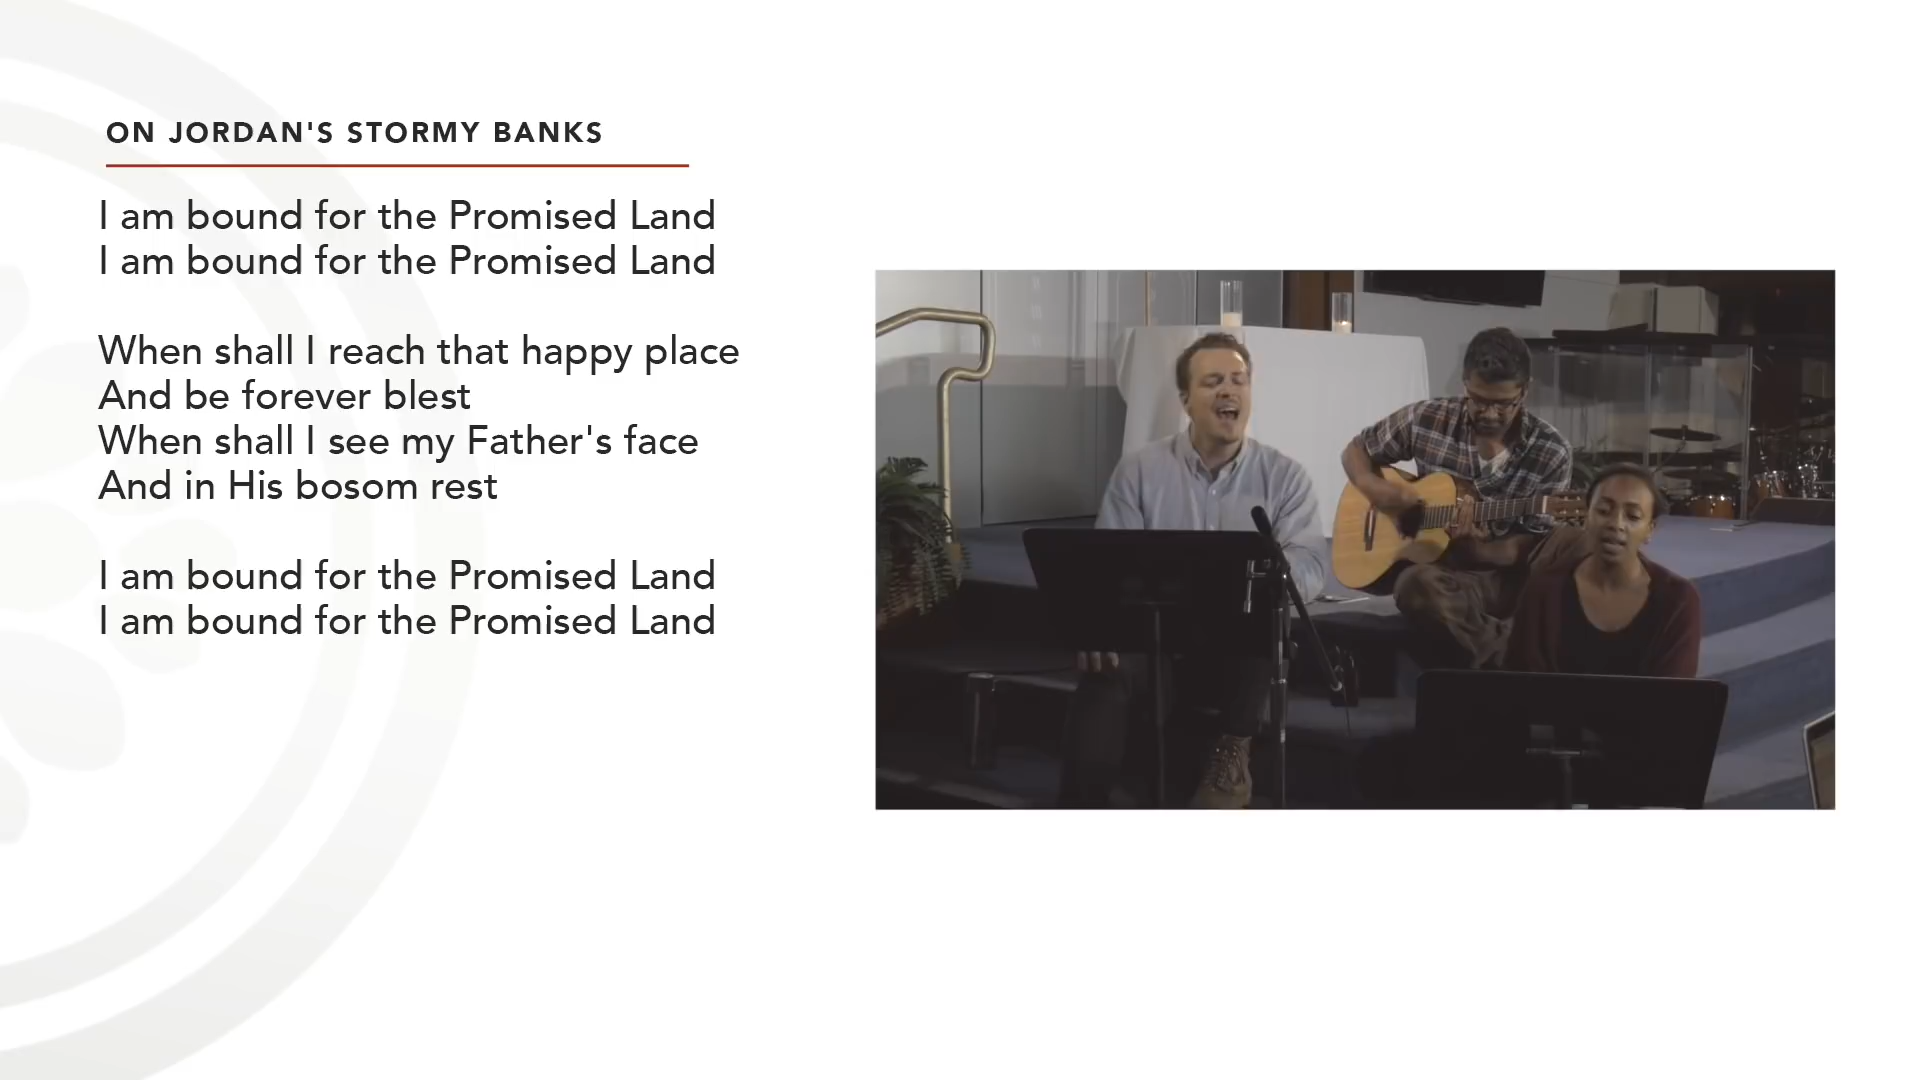 ON JORDAN'S STORMY BANKS
I am bound for the Promised Land
I am bound for the Promised Land
When shall I reach that happy place
And be forever blest
When shall I see my Father's face
And in His bosom rest
I am bound for the Promised Land
I am bound for the Promised Land